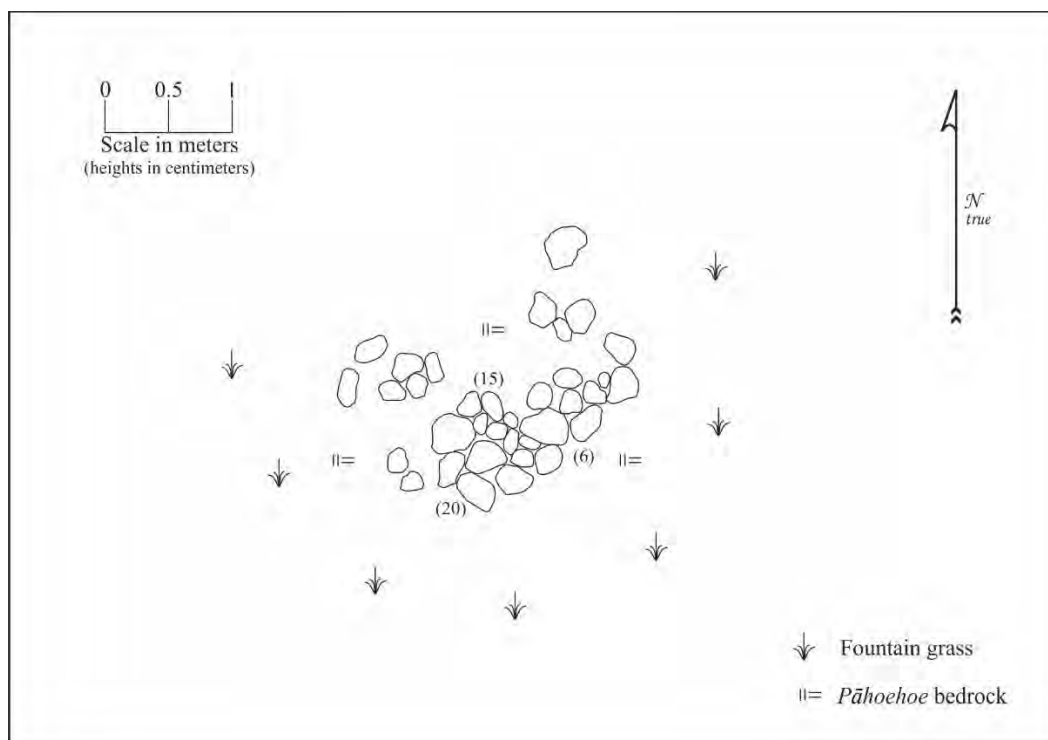 0 0.5 1
Scale in meters
(heights in centimeters)
N
true
(15)
(6)
(20)
Fountain grass
Pāhoehoe bedrock